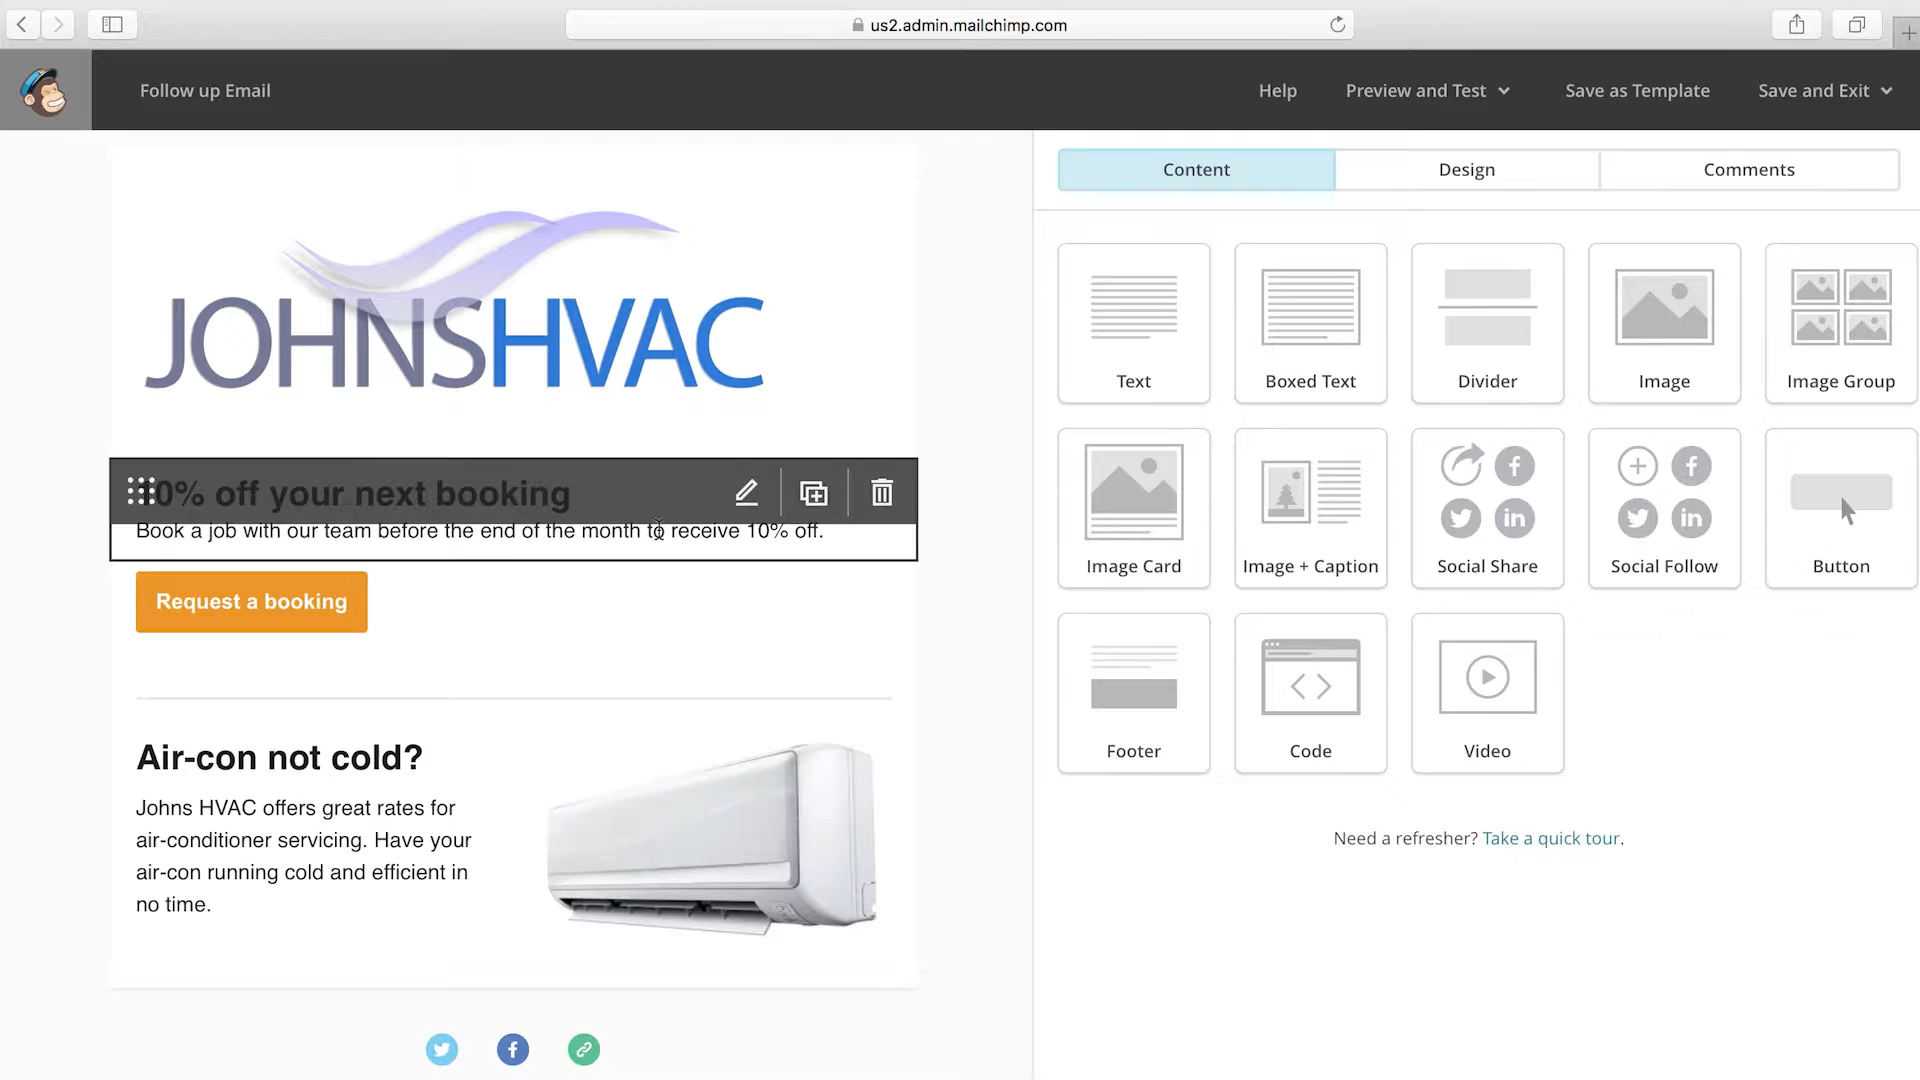 us2.admin.mailchimp.com
Follow up Email
Help
Preview and Test
Save as Template
Save and Exit
JOHNSHVAC
10% off your next booking
Book a job with our team before the end of the month to receive 10% off.
Request a booking
Air-con not cold?
Johns HVAC offers great rates for
air-conditioner servicing. Have your
air-con running cold and efficient in
no time.
Content
Design
Comments
Text
Boxed Text
Divider
Image
Image Group
Image Card
Image + Caption
Social Share
Social Follow
Button
Footer
Code
Video
Need a refresher? Take a quick tour.